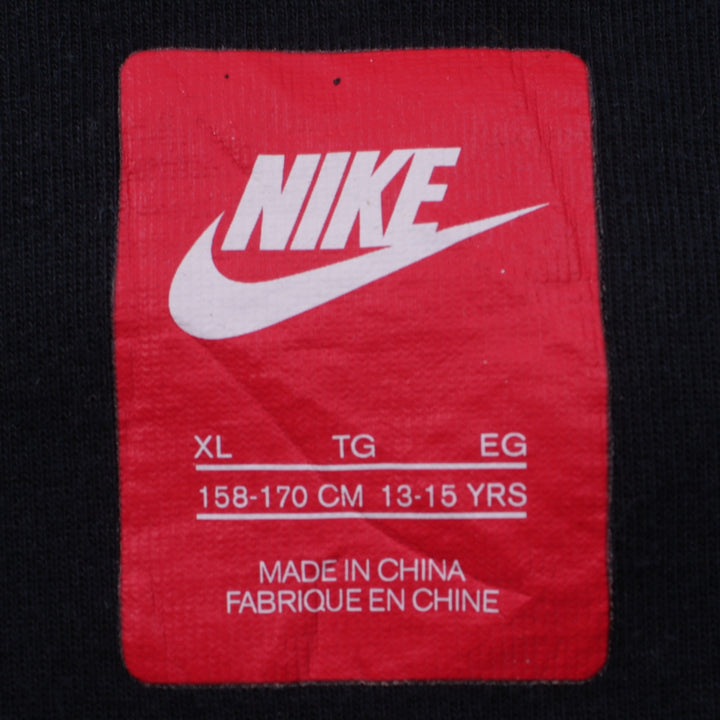 NIKE
XL TG EG
158-170 CM 13-15 YRS
MADE IN CHINA
FABRIQUE EN CHINE